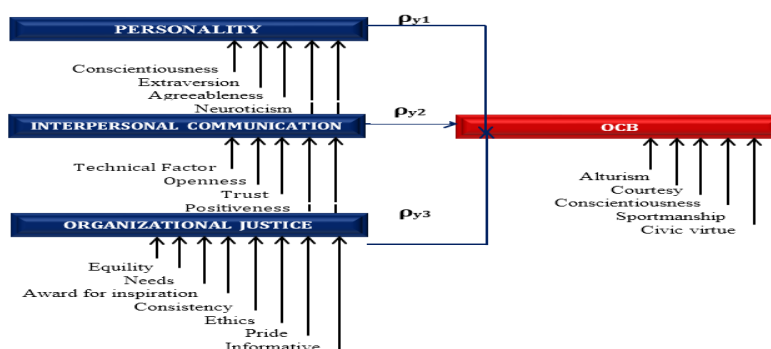 PERSONALITY
ρy1
Conscientiousness
Extraversion
Agreeableness
Neuroticism
INTERPERSONAL COMMUNICATION
ρy2
OCB
Technical Factor
Openness
Trust
Positiveness
Alturism
Courtesy
Conscientiousness
Sportmanship
Civic virtue
ORGANIZATIONAL JUSTICE
ρy3
Equility
Needs
Award for inspiration
Consistency
Ethics
Pride
Informative